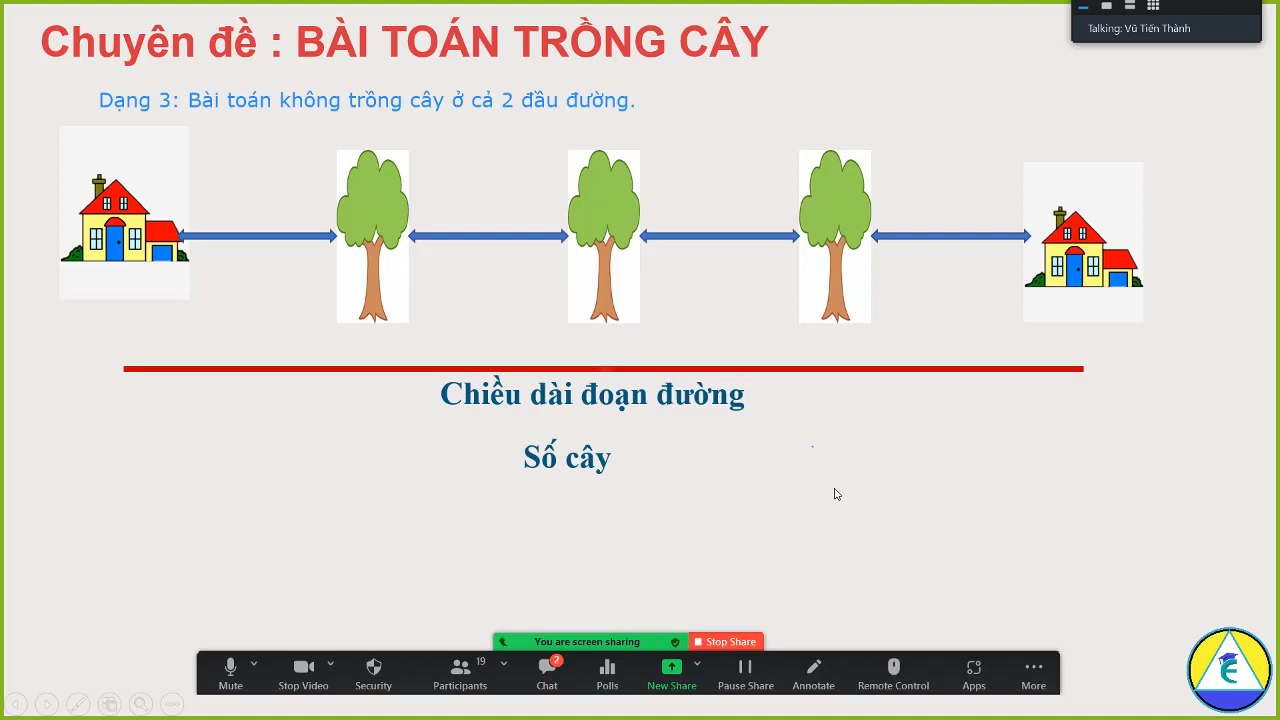 Chuyên đề : BÀI TOÁN TRỒNG CÂY
Talking: Vũ Tiến Thành
Dạng 3: Bài toán không trồng cây ở cả 2 đầu đường.
Chiều dài đoạn đường
Số cây
You are screen sharing
Stop Share
19
2
Mute
Stop Video
Security
Participants
Chat
Polls
New Share
Pause Share
Annotate
Remote Control
Apps
More